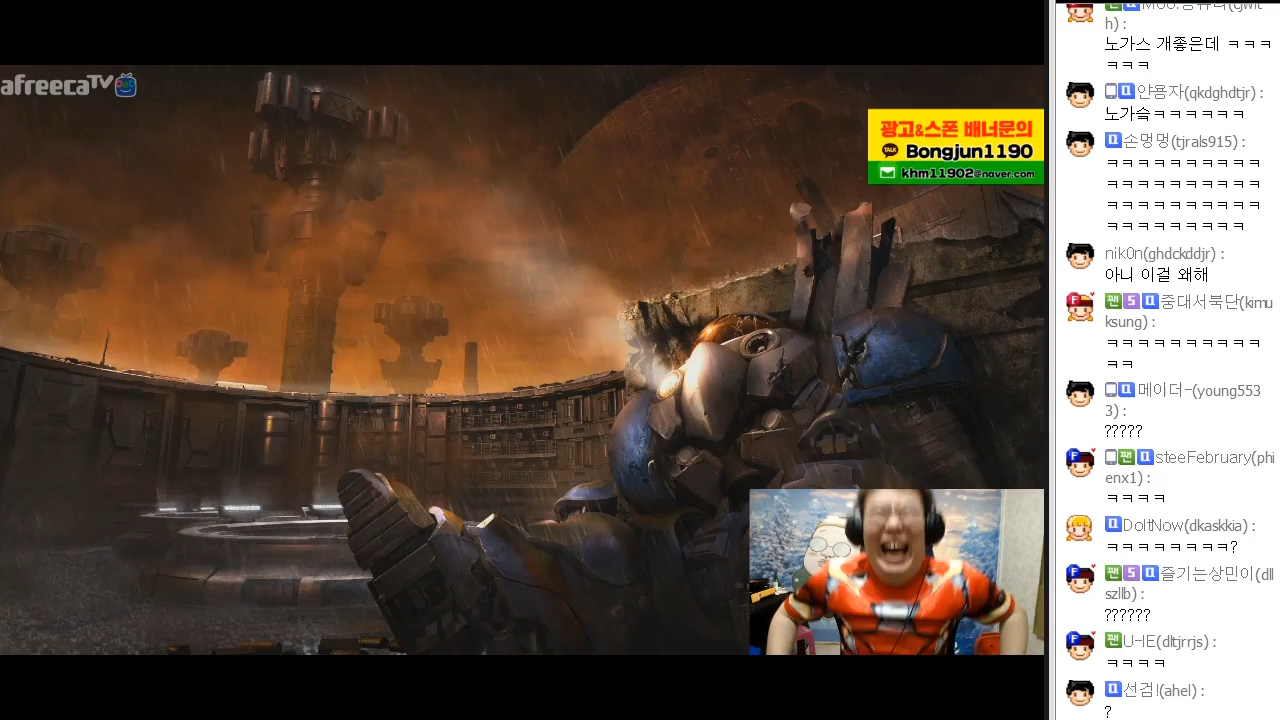 afreecaTV
광고&스폰 배너문의
TALK Bongjun1190
khm11902@naver.com
h) :
노가스 개좋은데 ㅋㅋㅋ
ㅋㅋㅋ
얀용자(qkdghdtjr) :
노가슼ㅋㅋㅋㅋㅋㅋ
손멍멍(tjrals915) :
ㅋㅋㅋㅋㅋㅋㅋㅋㅋㅋ
ㅋㅋㅋㅋㅋㅋㅋㅋㅋㅋ
ㅋㅋㅋㅋㅋㅋㅋㅋㅋㅋ
ㅋㅋㅋㅋㅋㅋㅋㅋㅋ
nik0n(ghdckddjr) :
아니 이걸 왜해
팬 5 중대서북단(kimu
ksung) :
ㅋㅋㅋㅋㅋㅋㅋㅋㅋㅋ
ㅋㅋ
메이더-(young553
3) :
?????
팬 steeFebruary(phi
enx1) :
ㅋㅋㅋㅋ
DoItNow(dkaskkia) :
ㅋㅋㅋㅋㅋㅋㅋㅋ?
팬 5 즐기는상민이(dll
szllb) :
??????
팬 U-IE(dltjrrjs) :
ㅋㅋㅋㅋ
선검!(ahel) :
?